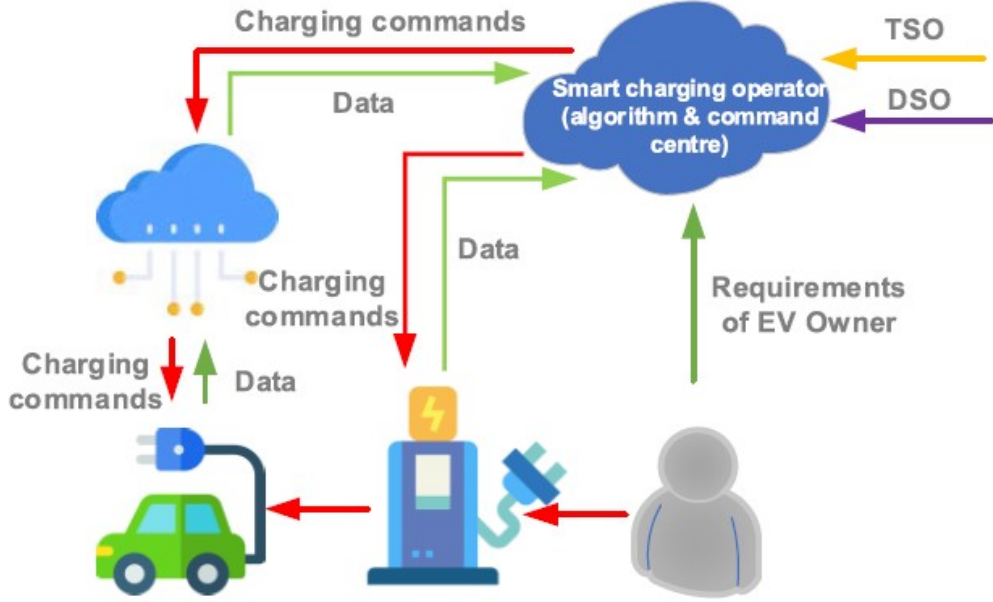 Charging commands
TSO
Data
Smart charging operator
(algorithm & command
centre)
DSO
Data
Charging
commands
Requirements
of EV Owner
Charging
commands
Data